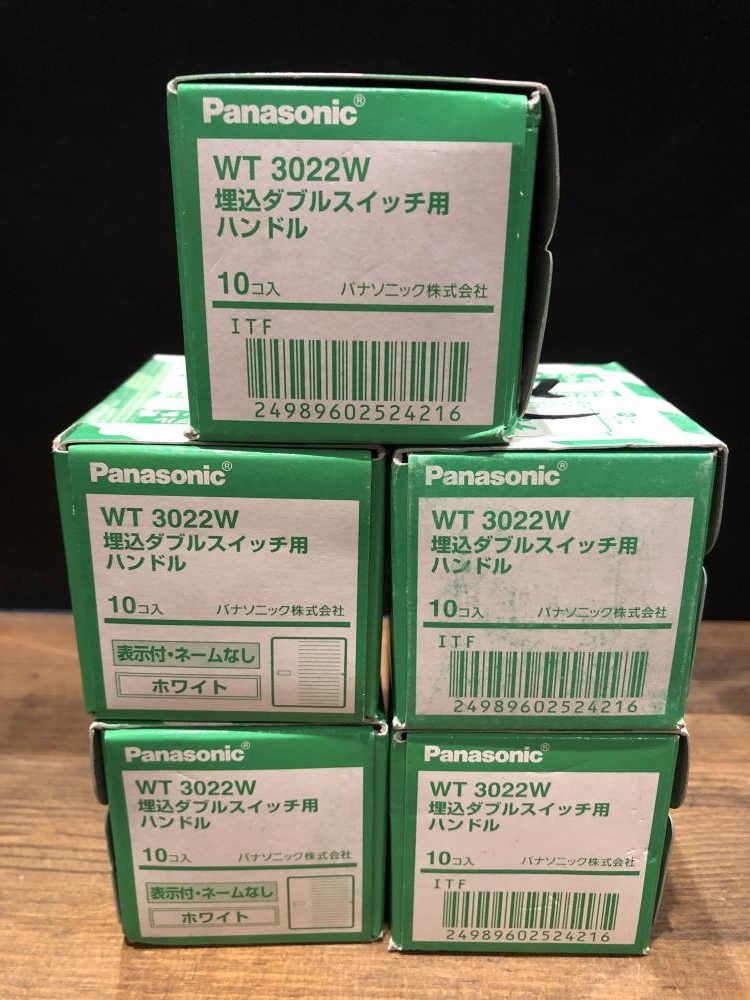 Panasonic®
WT 3022W
埋込ダブルスイッチ用
ハンドル
10コ入 パナソニック株式会社
ITF
24989602524216
Panasonic®
WT 3022W
埋込ダブルスイッチ用
ハンドル
10コ入 パナソニック株式会社
表示付・ネームなし
ホワイト
Panasonic®
WT 3022W
埋込ダブルスイッチ用
ハンドル
10コ入 パナソニック株式会社
ITF
24989602524216
Panasonic®
WT 3022W
埋込ダブルスイッチ用
ハンドル
10コ入 パナソニック株式会社
表示付・ネームなし
ホワイト
Panasonic®
WT 3022W
埋込ダブルスイッチ用
ハンドル
10コ入 パナソニック株式会社
ITF
24989602524216